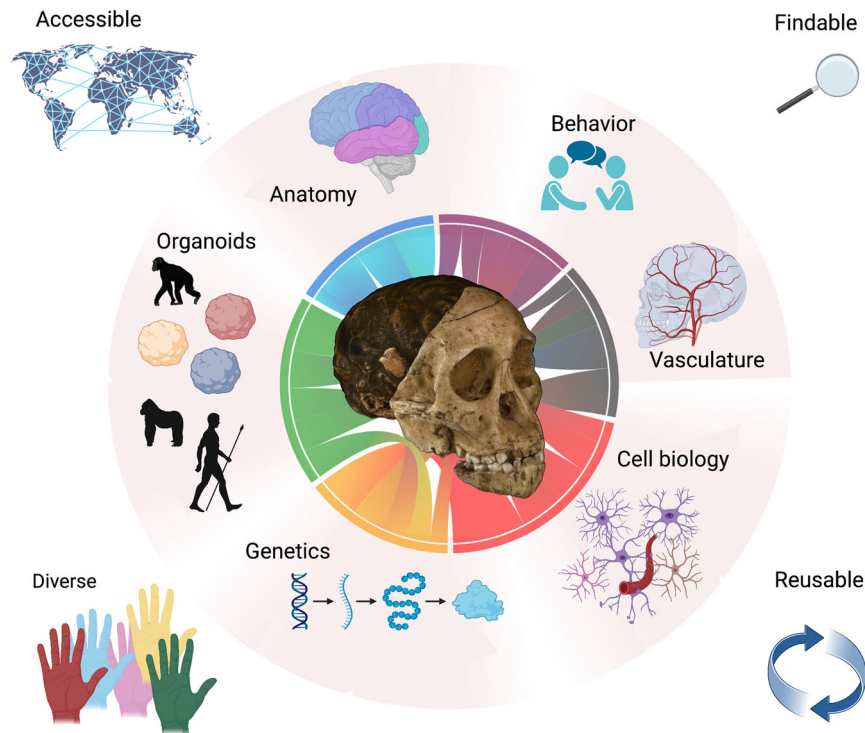 Accessible
Findable
Behavior
Anatomy
Organoids
Vasculature
Cell biology
Genetics
Diverse
Reusable